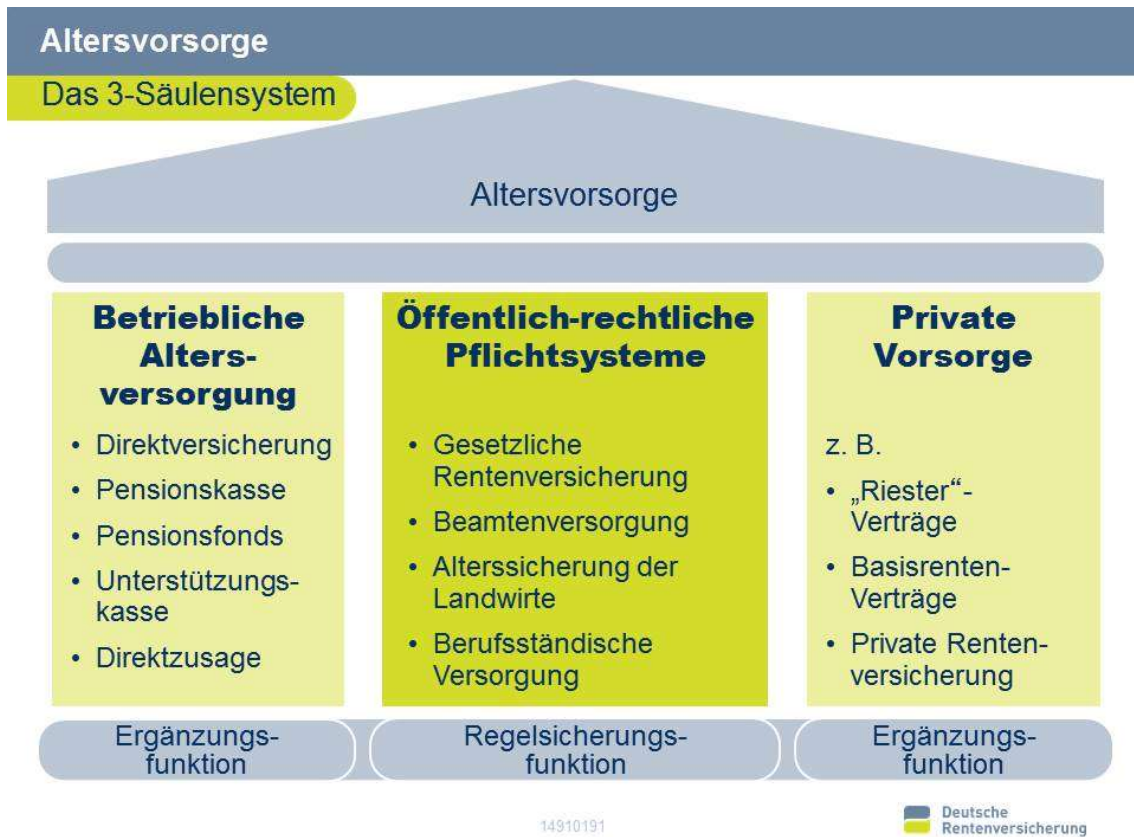 Altersvorsorge
Das 3-Säulensystem
Altersvorsorge
Betriebliche
Alters-
versorgung
• Direktversicherung
• Pensionskasse
• Pensionsfonds
• Unterstützungs-
kasse
• Direktzusage
Ergänzungs-
funktion
Öffentlich-rechtliche
Pflichtsysteme
• Gesetzliche
Rentenversicherung
• Beamtenversorgung
• Alterssicherung der
Landwirte
• Berufsständische
Versorgung
Regelsicherungs-
funktion
Private
Vorsorge
z. B.
• „Riester“-
Verträge
• Basisrenten-
Verträge
• Private Renten-
versicherung
Ergänzungs-
funktion
14910191
Deutsche
Rentenversicherung